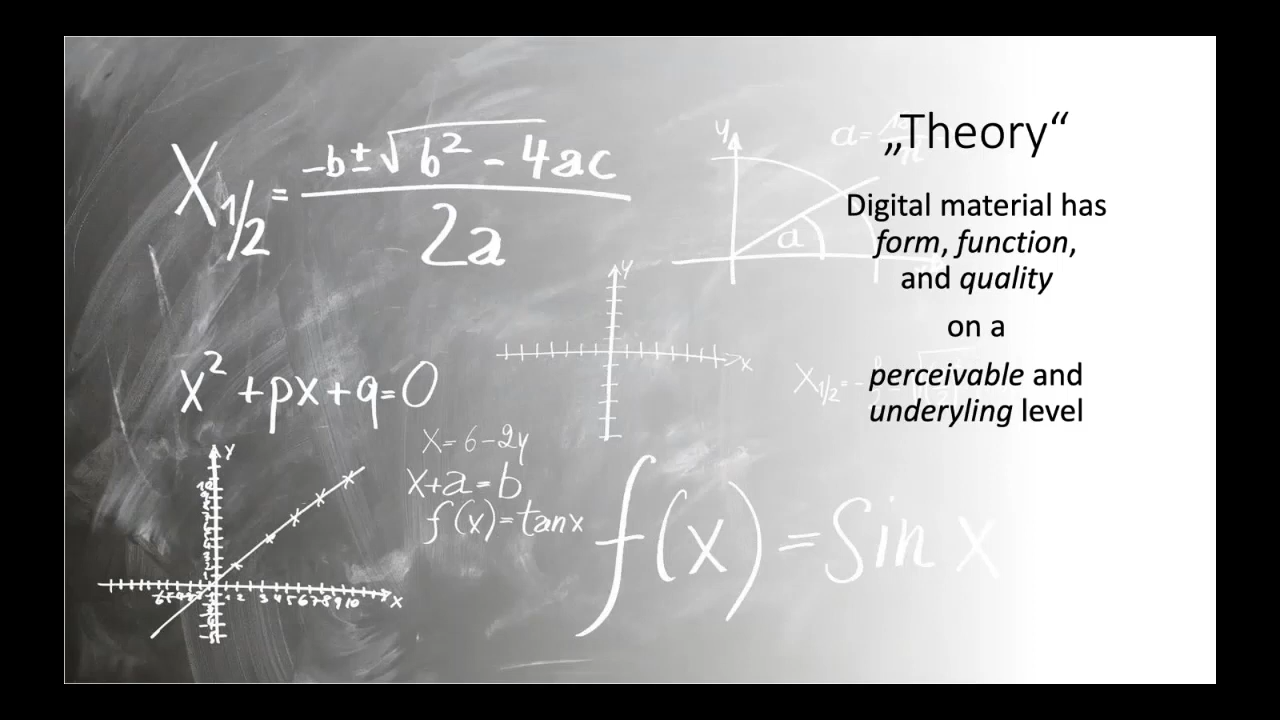 „Theory“
Digital material has
form, function,
and quality
on a
perceivable and
underyling level
X₁/₂ = -b±√b² - 4ac
2a
y
a
y
x
x² + px + q = 0
x = 6 - 2y
x + a = b
f(x) = tanx
f(x) = Sin x
y
x